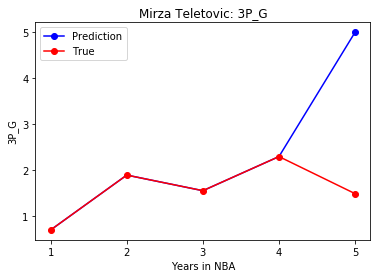 Mirza Teletovic: 3P_G
Prediction
True
5
4
3
2
1
3P_G
1 2 3 4 5
Years in NBA